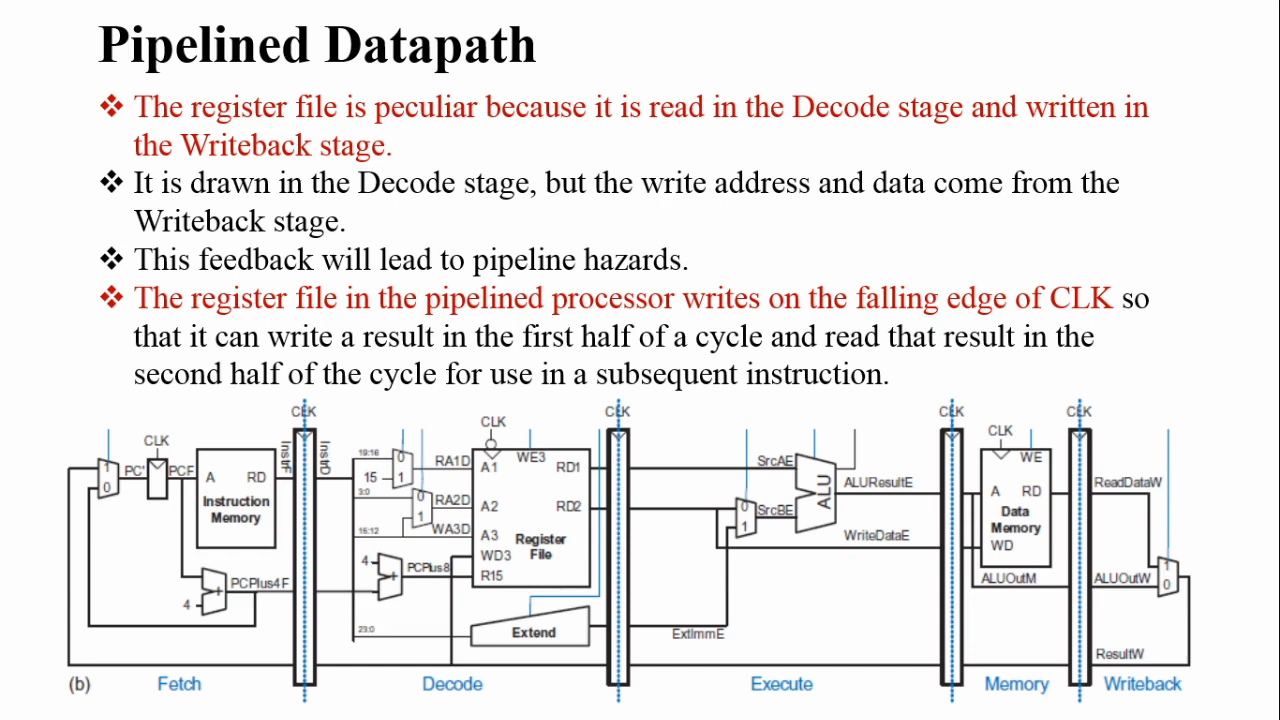 Pipelined Datapath
❖ The register file is peculiar because it is read in the Decode stage and written in
the Writeback stage.
❖ It is drawn in the Decode stage, but the write address and data come from the
Writeback stage.
❖ This feedback will lead to pipeline hazards.
❖ The register file in the pipelined processor writes on the falling edge of CLK so
that it can write a result in the first half of a cycle and read that result in the
second half of the cycle for use in a subsequent instruction.
CLK
CLK
CLK
CLK
CLK
CLK
CLK
1
0
PC'
PCF
A RD
Instruction
Memory
InstrF
InstrD
4
+
PCPlus4F
19:16
15
0
1
RA1D
3:0
0
1
RA2D
15:12
WA3D
4
+
PCPlus8
23:0
A1
WE3
RD1
A2
RD2
A3
Register
File
WD3
R15
Extend
ExtImmE
SrcAE
0
1
SrcBE
ALU
ALUResultE
WriteDataE
WE
A RD
Data
Memory
WD
ALUOutM
ReadDataW
ALUOutW
1
0
ResultW
(b)
Fetch
Decode
Execute
Memory
Writeback